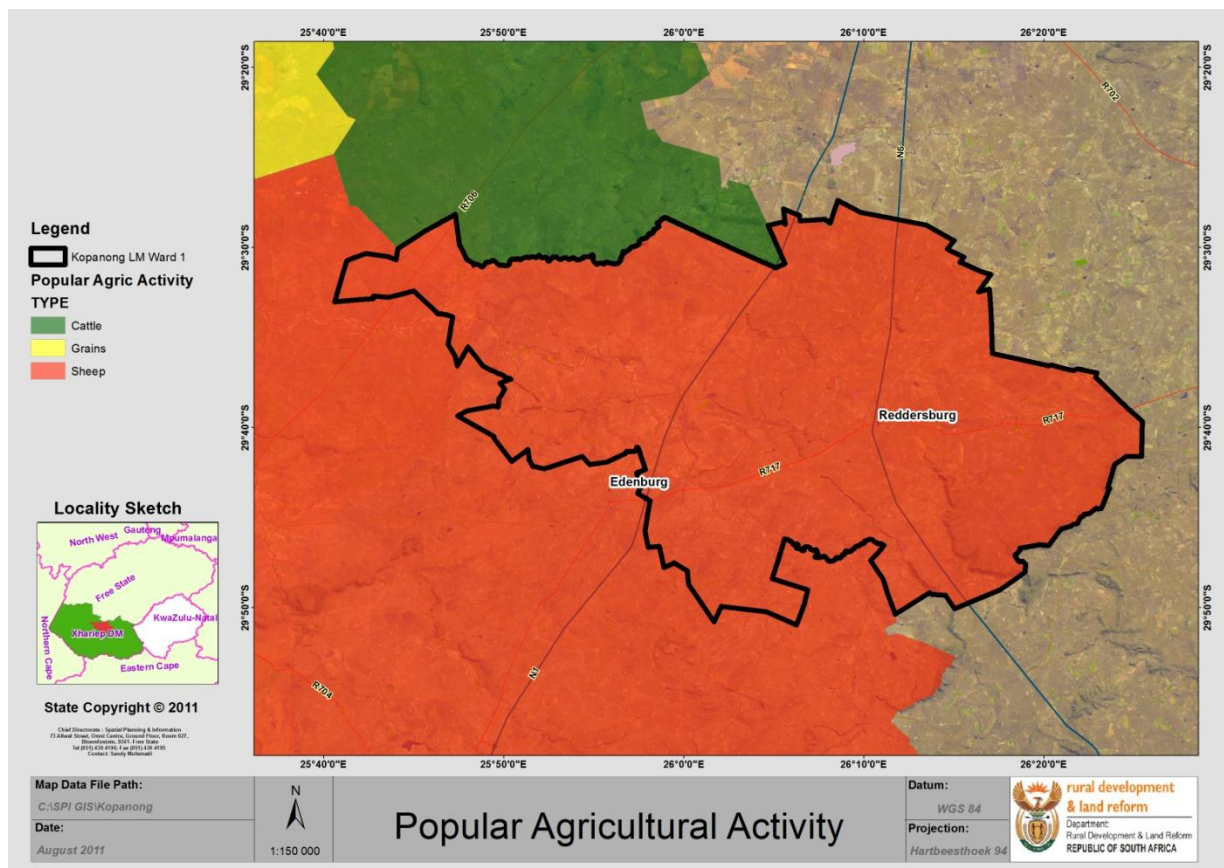 25°40'0"E 25°50'0"E 26°0'0"E 26°10'0"E 26°20'0"E
29°20'0"S
29°20'0"S
R702
N6
R706
Legend
Kopanong LM Ward 1
Popular Agric Activity
TYPE
Cattle
Grains
Sheep
29°30'0"S
29°30'0"S
Reddersburg
R717
29°40'0"S
29°40'0"S
R717
Edenburg
Locality Sketch
North West
Gauteng
Mpumalanga
Free State
KwaZulu-Natal
Northern Cape
Xhariep DM
Eastern Cape
29°50'0"S
29°50'0"S
N1
R704
State Copyright © 2011
Chief Directorate : Spatial Planning & Information
25°40'0"E 25°50'0"E 26°0'0"E 26°10'0"E 26°20'0"E
Map Data File Path:
C:\SPI GIS\Kopanong
Date:
August 2011
N
1:150 000
Popular Agricultural Activity
Datum:
WGS 84
Projection:
Hartbeesthoek 94
rural development
& land reform
Department:
Rural Development & Land Reform
REPUBLIC OF SOUTH AFRICA